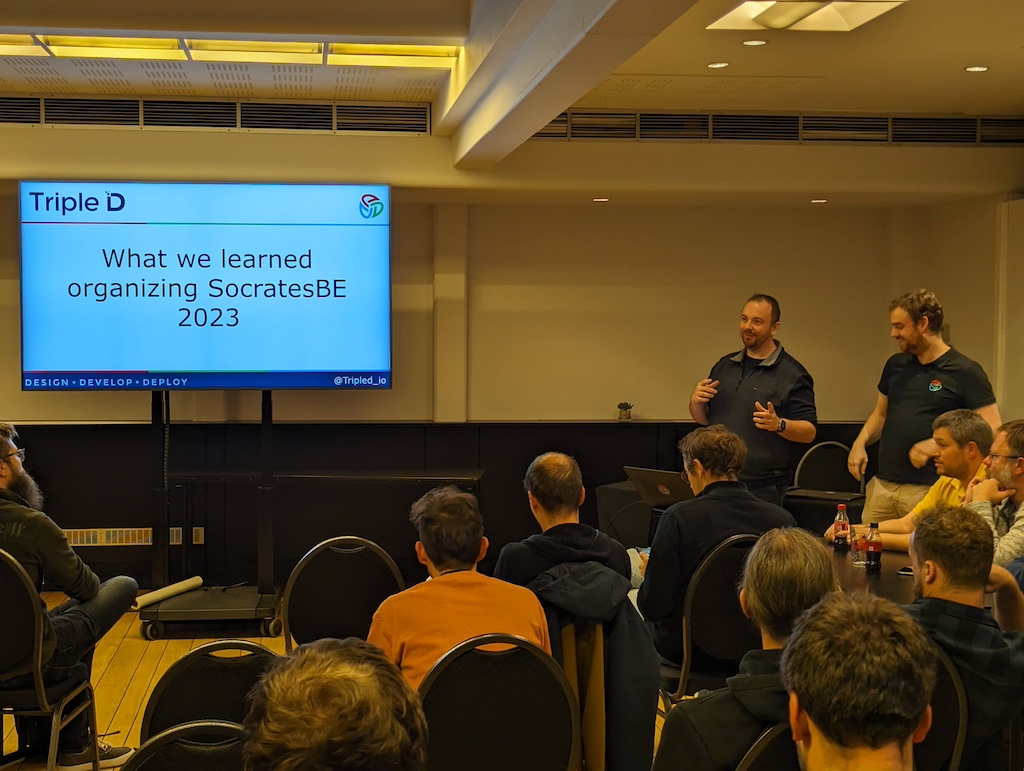 Triple D
What we learned
organizing SocratesBE
2023
DESIGN • DEVELOP • DEPLOY
@Tripled_io